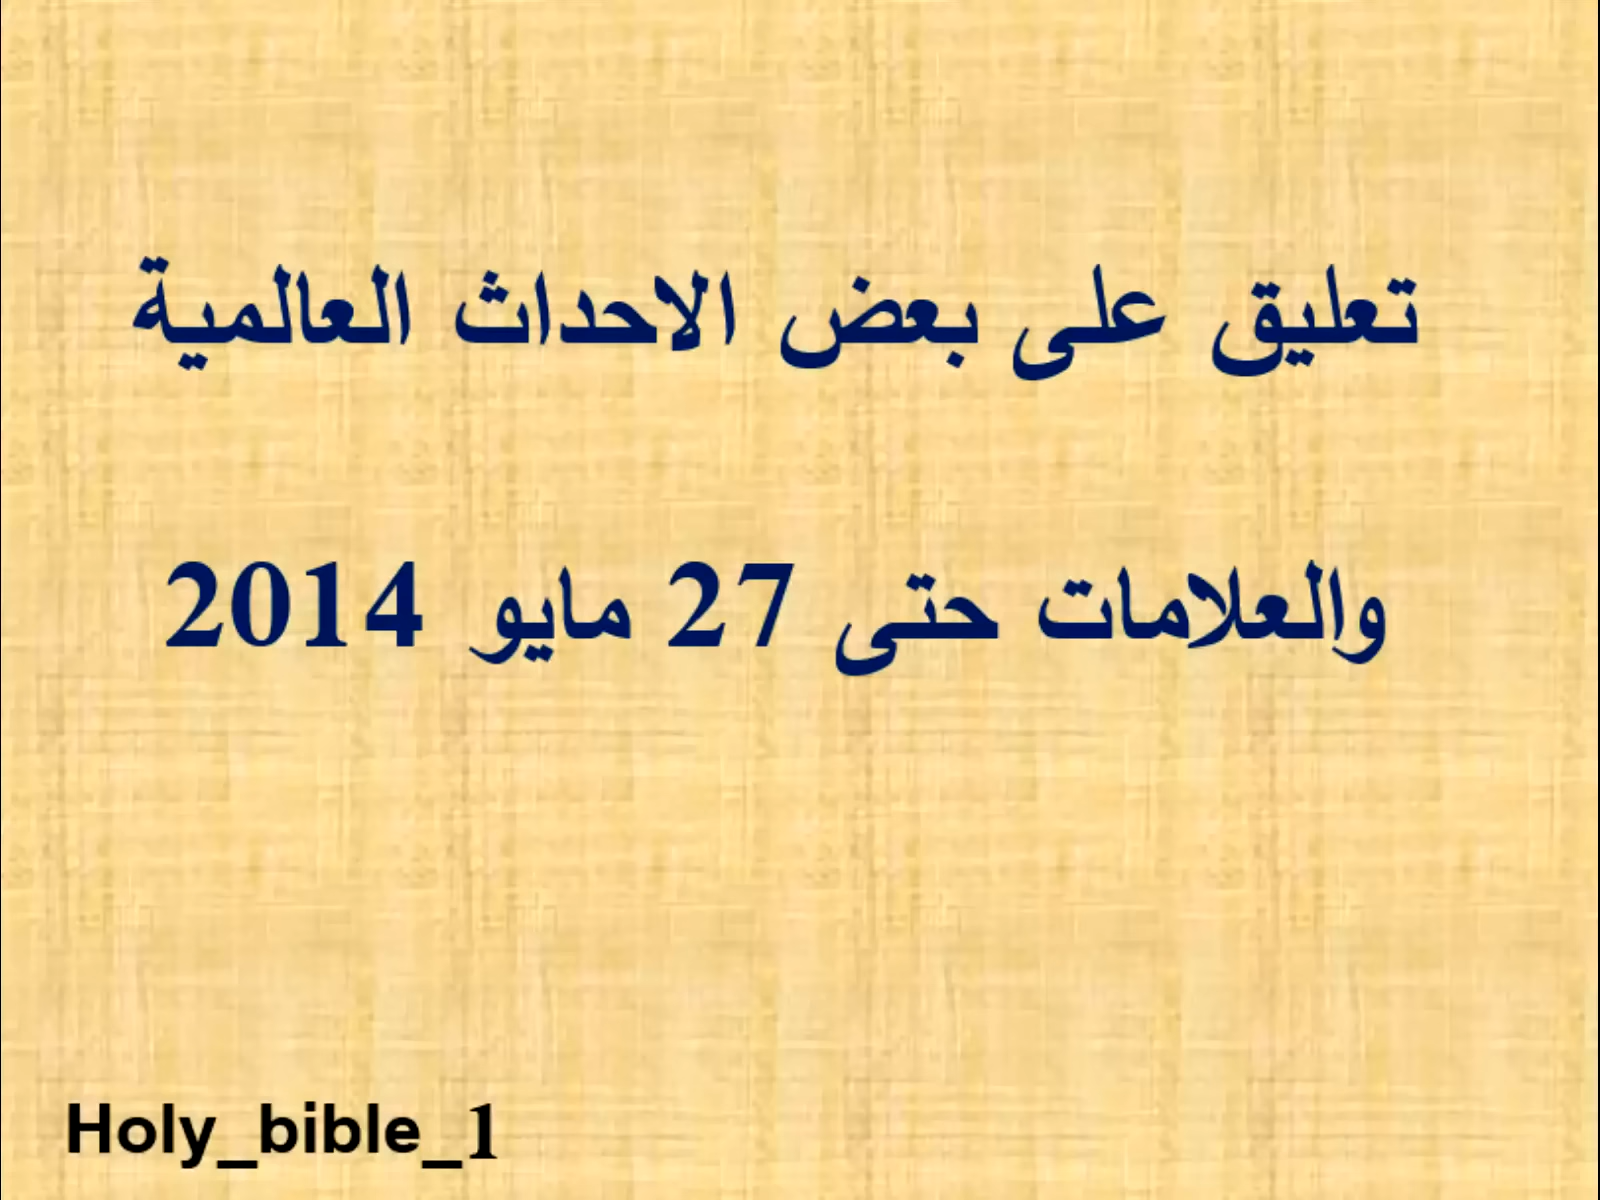 تعليق على بعض الاحداث العالمية
والعلامات حتى 27 مايو 2014
Holy_bible_1